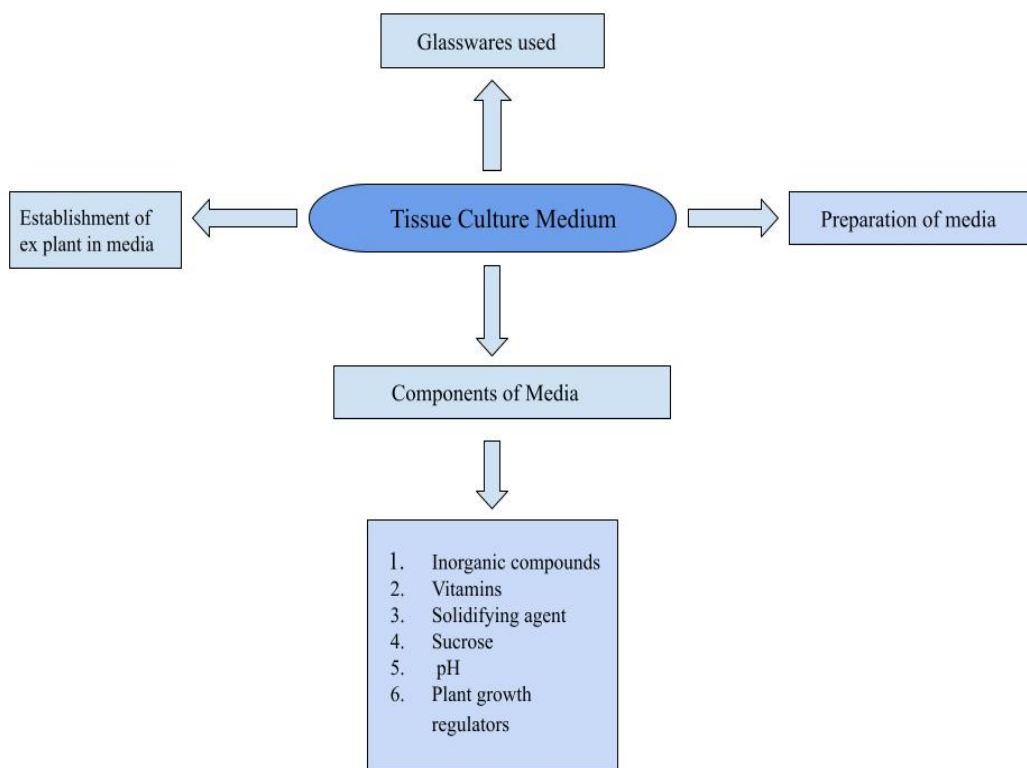 Glasswares used
Establishment of
ex plant in media
Tissue Culture Medium
Preparation of media
Components of Media
1. Inorganic compounds
2. Vitamins
3. Solidifying agent
4. Sucrose
5. pH
6. Plant growth
regulators